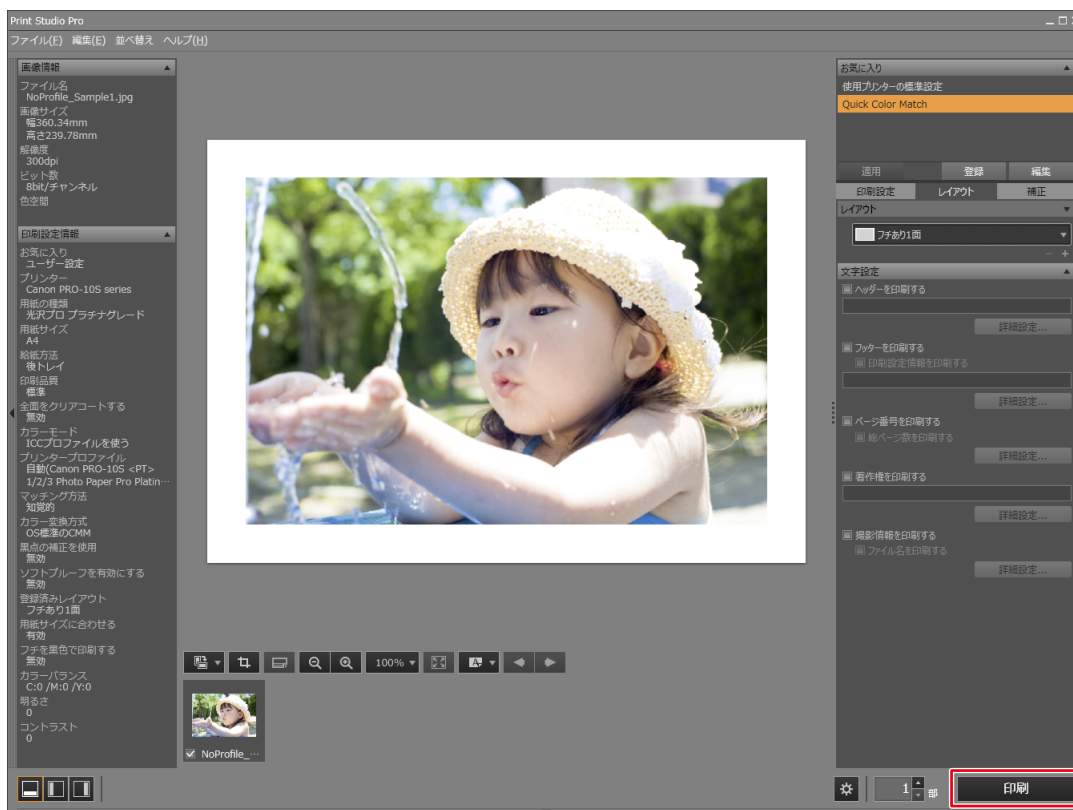 Print Studio Pro
ファイル(F) 編集(E) 並べ替え ヘルプ(H)
画像情報
ファイル名
NoProfile_Sample1.jpg
画像サイズ
幅360.34mm
高さ239.78mm
解像度
300dpi
ビット数
8bit/チャンネル
色空間
印刷設定情報
お気に入り
ユーザー設定
プリンター
Canon PRO-10S series
用紙の種類
光沢プロ プラチナグレード
用紙サイズ
A4
給紙方法
後トレイ
印刷品質
標準
全面をクリアコートする
無効
カラーモード
ICCプロファイルを使う
プリンタープロファイル
自動(Canon PRO-10S <PT>
1/2/3 Photo Paper Pro Platin…
マッチング方法
知覚的
カラー変換方式
OS標準のCMM
黒点の補正を使用
無効
ソフトプルーフを有効にする
無効
登録済みレイアウト
フチあり1面
用紙サイズに合わせる
有効
フチを黒色で印刷する
無効
カラーバランス
C:0 /M:0 /Y:0
明るさ
0
コントラスト
0
100%
NoProfile_…
お気に入り
使用プリンターの標準設定
Quick Color Match
適用 登録 編集
印刷設定 レイアウト 補正
レイアウト
フチあり1面
文字設定
ヘッダーを印刷する
詳細設定...
フッターを印刷する
印刷設定情報を印刷する
詳細設定...
ページ番号を印刷する
総ページ数を印刷する
詳細設定...
著作権を印刷する
詳細設定...
撮影情報を印刷する
ファイル名を印刷する
詳細設定...
1 部
印刷